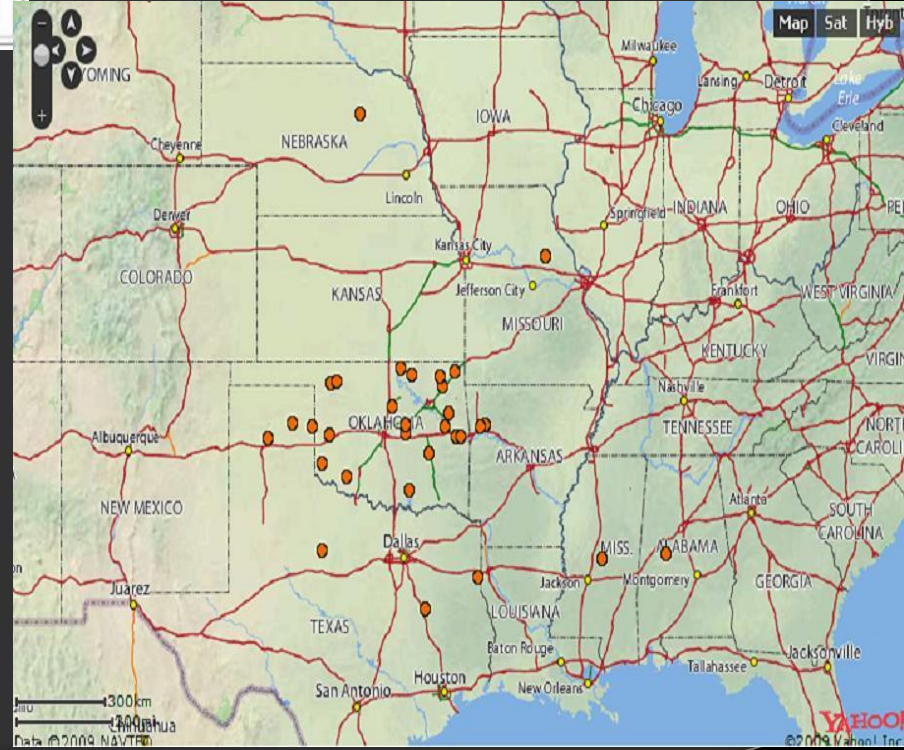 Map Sat Hyb
Milwaukee
Lansing
Detroit
Lake
Erie
Chicago
Cleveland
IOWA
NEBRASKA
Cheyenne
Lincoln
Springfield
INDIANA
OHIO
Denver
Kansas City
COLORADO
KANSAS
Jefferson City
Frankfort
WEST VIRGINIA
MISSOURI
KENTUCKY
Nashville
OKLAHOMA
TENNESSEE
Albuquerque
ARKANSAS
NEW MEXICO
Atlanta
SOUTH
CAROLINA
Dallas
MISS.
ALABAMA
Juarez
Jackson
Montgomery
GEORGIA
LOUISIANA
TEXAS
Baton Rouge
Jacksonville
Tallahassee
Houston
San Antonio
New Orleans
300km
Chihuahua
YAHOO!
©2009 Yahoo! Inc